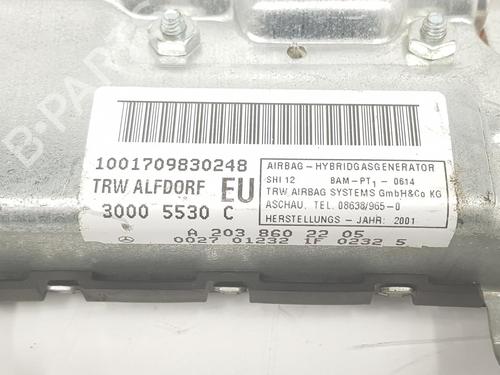 1001709830248
TRW ALFDORF EU
3000 5530 C
AIRBAG - HYBRIDGASGENERATOR
SHI 12 BAM-PT1 - 0614
TRW AIRBAG SYSTEMS GmbH&Co KG
ASCHAU. TEL. 08638/965-0
HERSTELLUNGS - JAHR: 2001
A 203 860 22 05
0027 01232 1F 0232 5
B-Parts